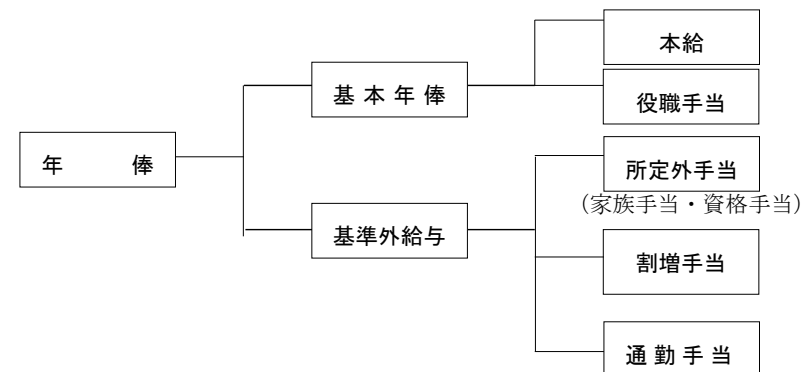 本給
基 本 年 俸
役職手当
年 俸
所定外手当
(家族手当・資格手当)
基準外給与
割増手当
通 勤 手 当